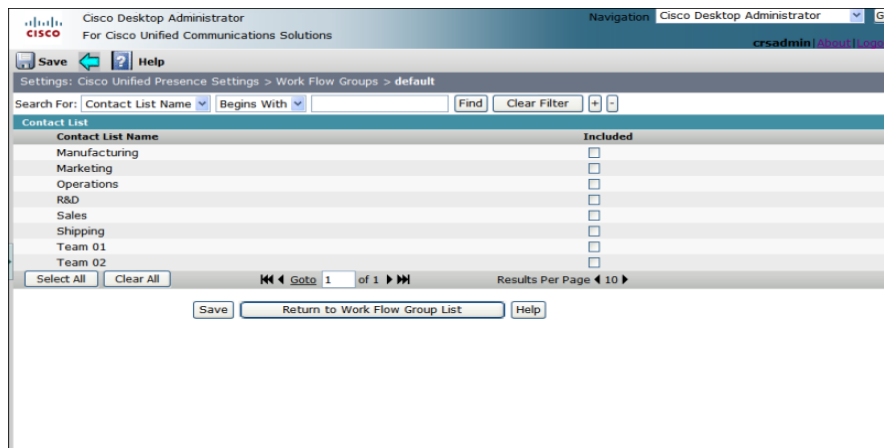 Cisco Desktop Administrator
For Cisco Unified Communications Solutions
CISCO
Navigation Cisco Desktop Administrator
crsadmin|About|Logo
Save Help
Settings: Cisco Unified Presence Settings > Work Flow Groups > default
Search For: Contact List Name Begins With Find Clear Filter + -
Contact List
Contact List Name Included
Manufacturing
Marketing
Operations
R&D
Sales
Shipping
Team 01
Team 02
Select All Clear All Goto 1 of 1 Results Per Page 10
Save Return to Work Flow Group List Help